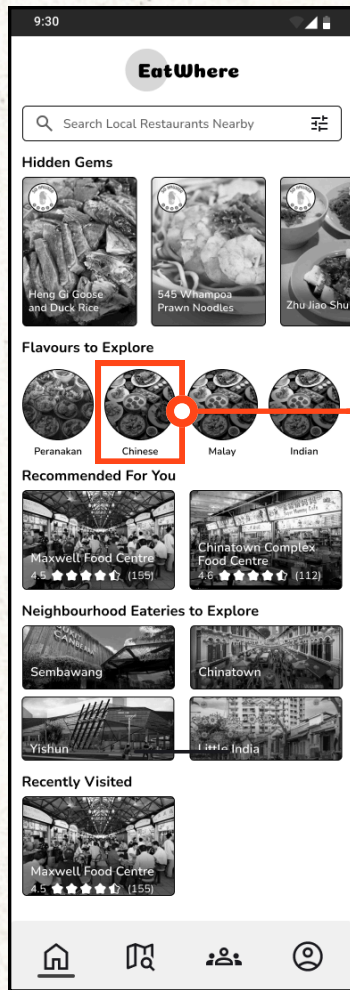 9:30
EatWhere
Search Local Restaurants Nearby
Hidden Gems
Heng Gi Goose
and Duck Rice
545 Whampoa
Prawn Noodles
Zhu Jiao Shu
Flavours to Explore
Peranakan
Chinese
Malay
Indian
Recommended For You
Maxwell Food Centre
4.5 (155)
Chinatown Complex
Food Centre
4.6 (112)
Neighbourhood Eateries to Explore
Sembawang
Chinatown
Yishun
Little India
Recently Visited
Maxwell Food Centre
4.5 (155)